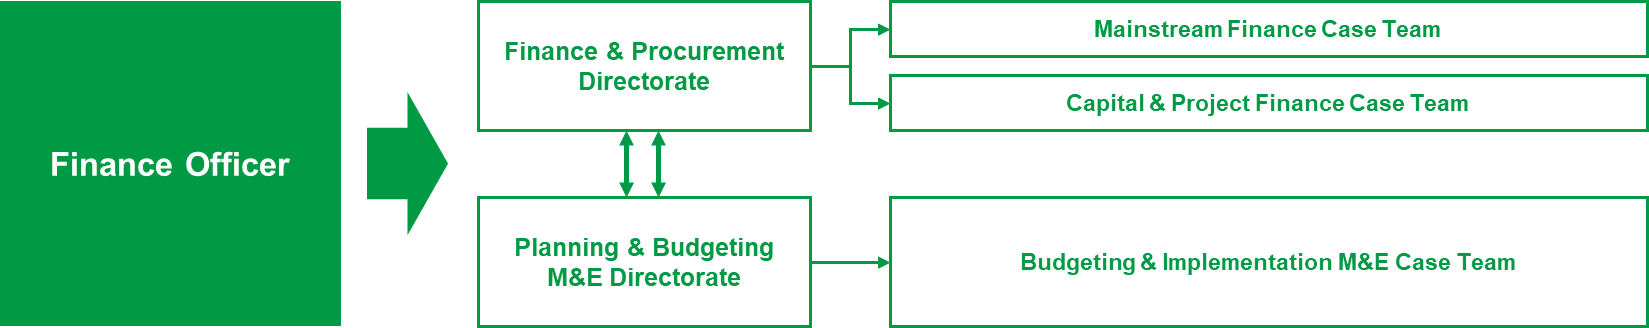 Finance Officer
Finance & Procurement
Directorate
Mainstream Finance Case Team
Capital & Project Finance Case Team
Planning & Budgeting
M&E Directorate
Budgeting & Implementation M&E Case Team